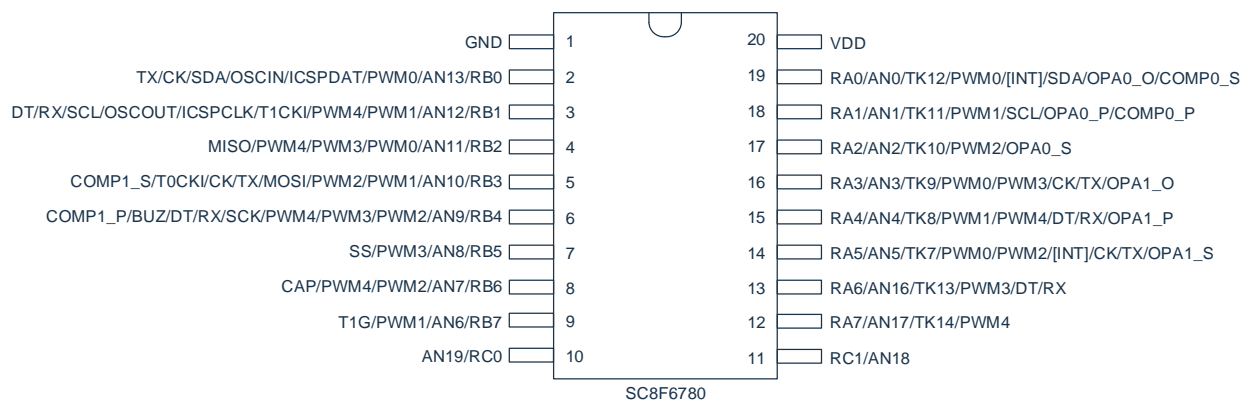 GND 1 20 VDD
TX/CK/SDA/OSCIN/ICSPDAT/PWM0/AN13/RB0 2 19 RA0/AN0/TK12/PWM0/[INT]/SDA/OPA0_O/COMP0_S
DT/RX/SCL/OSCOUT/ICSPCLK/T1CKI/PWM4/PWM1/AN12/RB1 3 18 RA1/AN1/TK11/PWM1/SCL/OPA0_P/COMP0_P
MISO/PWM4/PWM3/PWM0/AN11/RB2 4 17 RA2/AN2/TK10/PWM2/OPA0_S
COMP1_S/T0CKI/CK/TX/MOSI/PWM2/PWM1/AN10/RB3 5 16 RA3/AN3/TK9/PWM0/PWM3/CK/TX/OPA1_O
COMP1_P/BUZ/DT/RX/SCK/PWM4/PWM3/PWM2/AN9/RB4 6 15 RA4/AN4/TK8/PWM1/PWM4/DT/RX/OPA1_P
SS/PWM3/AN8/RB5 7 14 RA5/AN5/TK7/PWM0/PWM2/[INT]/CK/TX/OPA1_S
CAP/PWM4/PWM2/AN7/RB6 8 13 RA6/AN16/TK13/PWM3/DT/RX
T1G/PWM1/AN6/RB7 9 12 RA7/AN17/TK14/PWM4
AN19/RC0 10 11 RC1/AN18
SC8F6780